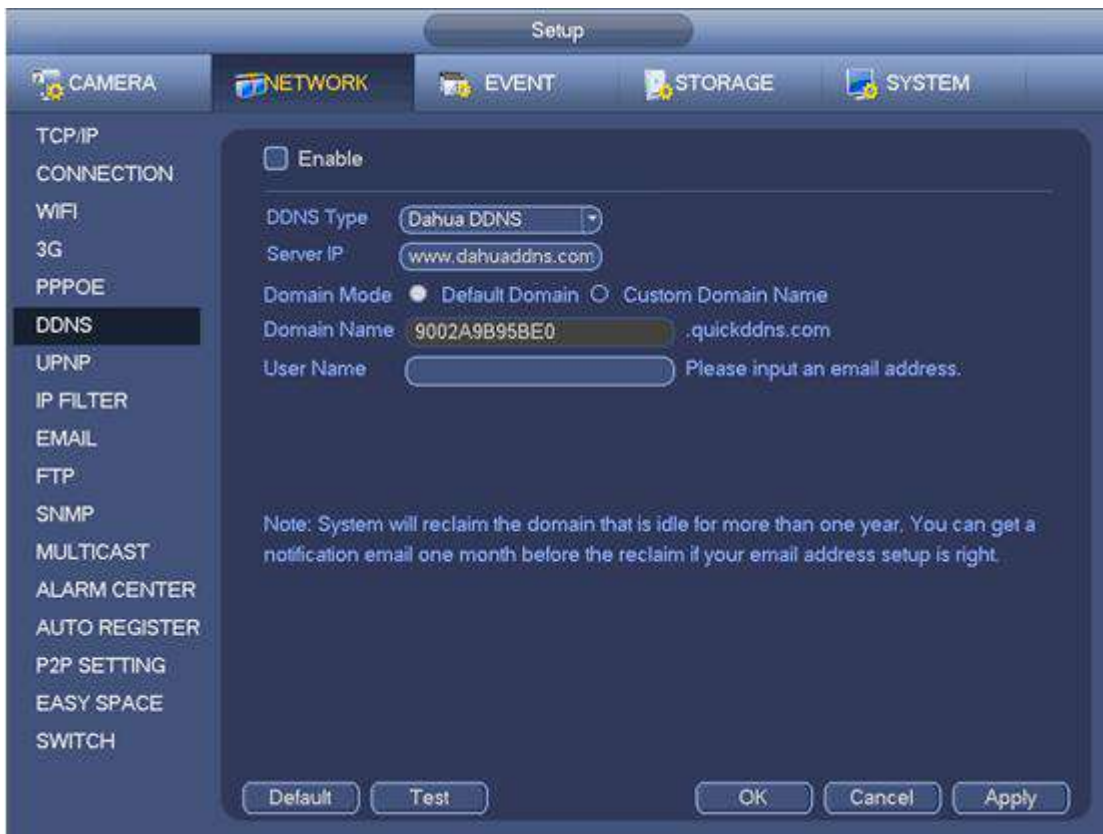 Setup
CAMERA NETWORK EVENT STORAGE SYSTEM
TCP/IP
CONNECTION
WIFI
3G
PPPOE
DDNS
UPNP
IP FILTER
EMAIL
FTP
SNMP
MULTICAST
ALARM CENTER
AUTO REGISTER
P2P SETTING
EASY SPACE
SWITCH
Enable
DDNS Type Dahua DDNS
Server IP www.dahuaddns.com
Domain Mode Default Domain Custom Domain Name
Domain Name 9002A9B95BE0 .quickddns.com
User Name Please input an email address.
Note: System will reclaim the domain that is idle for more than one year. You can get a
notification email one month before the reclaim if your email address setup is right.
Default Test OK Cancel Apply